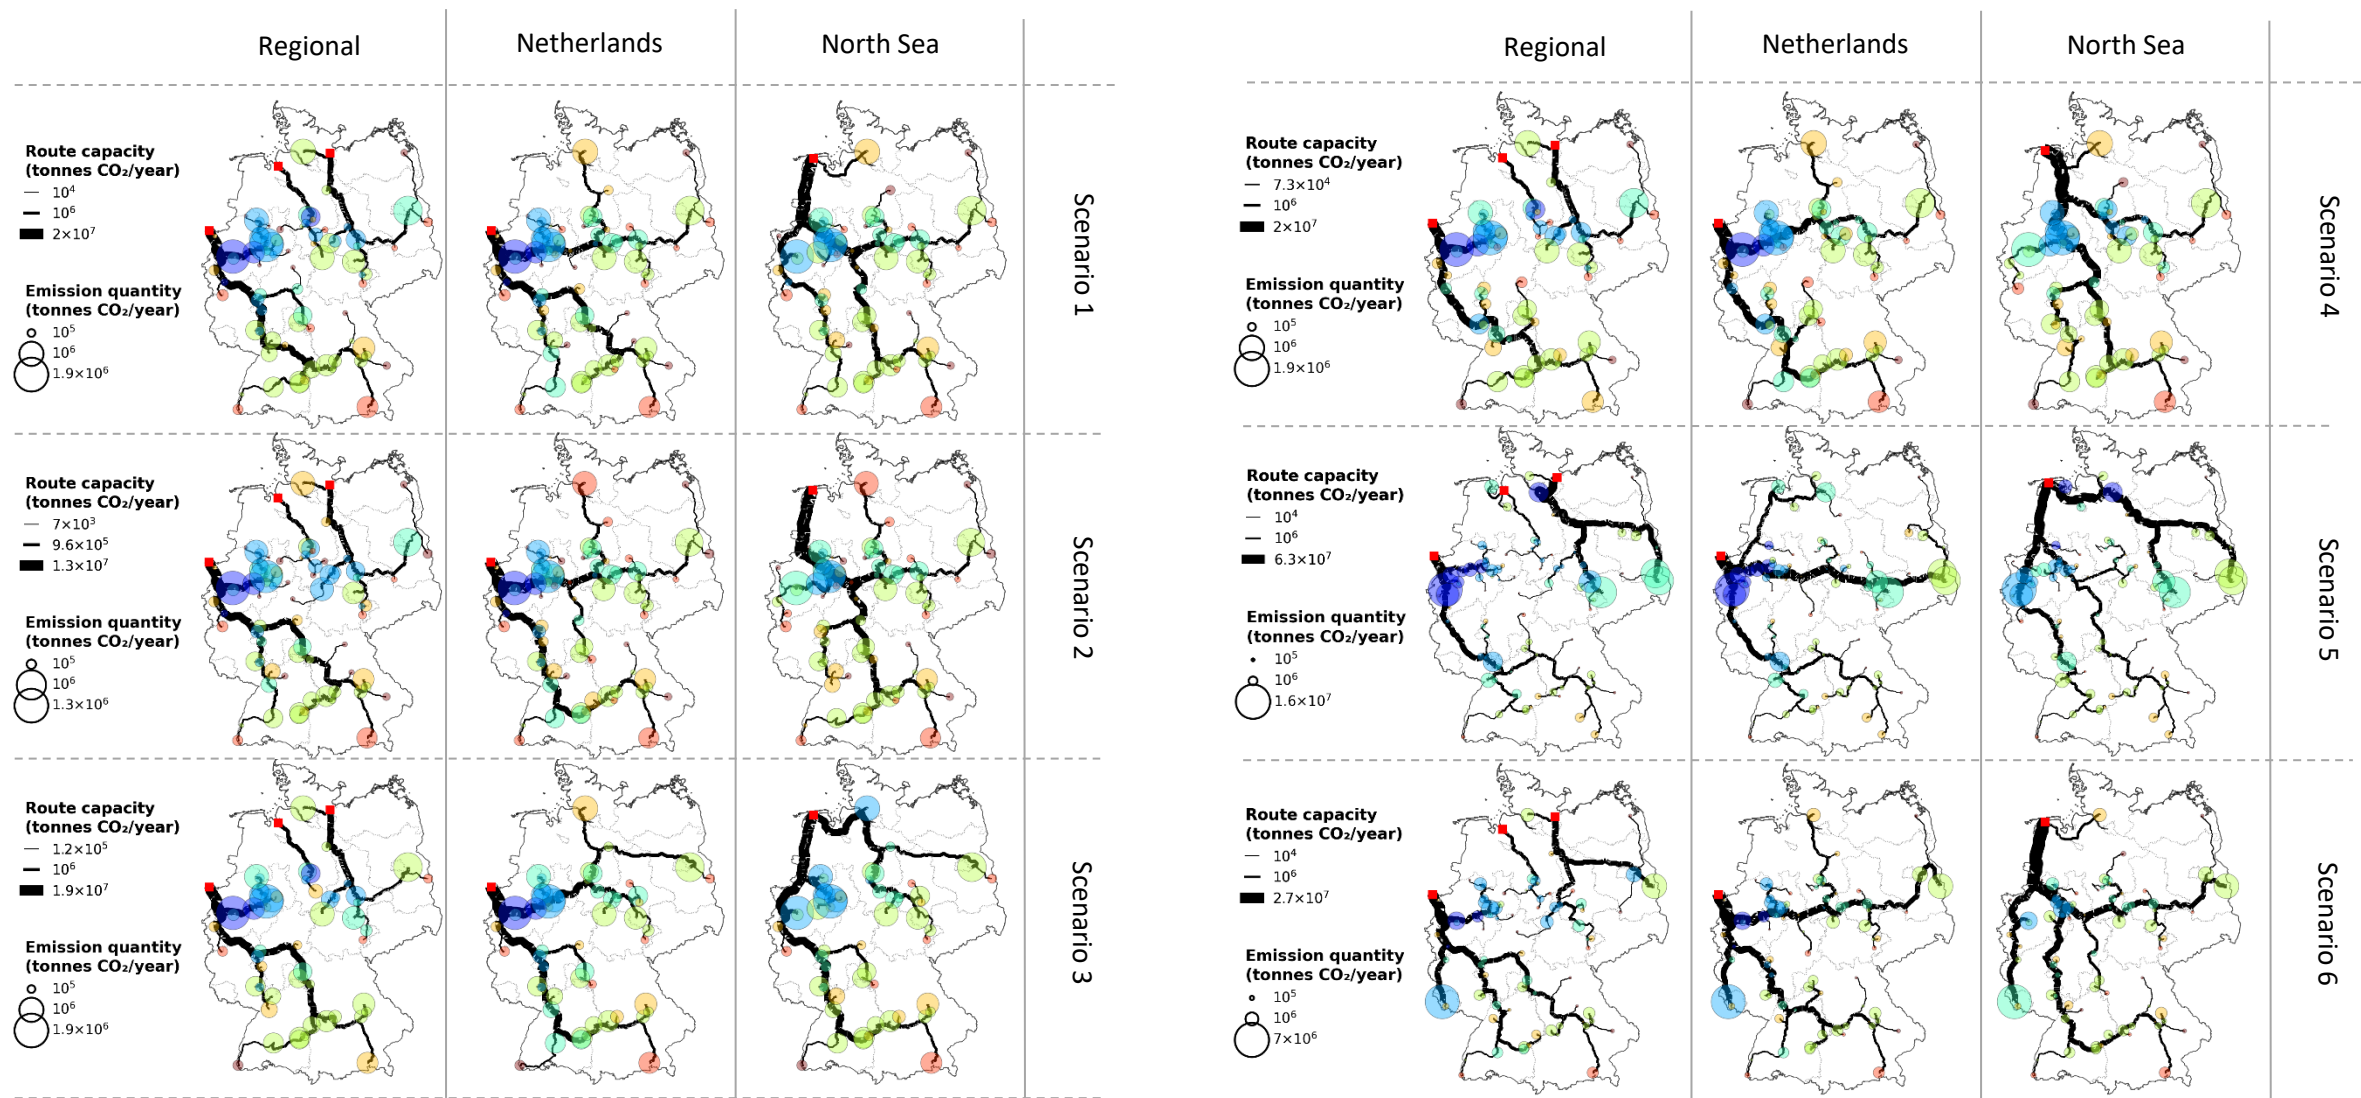 Regional
Netherlands
North Sea
Route capacity
(tonnes CO₂/year)
10⁴
10⁶
2×10⁷
Emission quantity
(tonnes CO₂/year)
10⁵
10⁶
1.9×10⁶
Scenario 1
Route capacity
(tonnes CO₂/year)
7×10³
9.6×10⁵
1.3×10⁷
Emission quantity
(tonnes CO₂/year)
10⁵
10⁶
1.3×10⁶
Scenario 2
Route capacity
(tonnes CO₂/year)
1.2×10⁵
10⁶
1.9×10⁷
Emission quantity
(tonnes CO₂/year)
10⁵
10⁶
1.9×10⁶
Scenario 3
Regional
Netherlands
North Sea
Route capacity
(tonnes CO₂/year)
7.3×10⁴
10⁶
2×10⁷
Emission quantity
(tonnes CO₂/year)
10⁵
10⁶
1.9×10⁶
Scenario 4
Route capacity
(tonnes CO₂/year)
10⁴
10⁶
6.3×10⁷
Emission quantity
(tonnes CO₂/year)
10⁵
10⁶
1.6×10⁷
Scenario 5
Route capacity
(tonnes CO₂/year)
10⁴
10⁶
2.7×10⁷
Emission quantity
(tonnes CO₂/year)
10⁵
10⁶
7×10⁶
Scenario 6